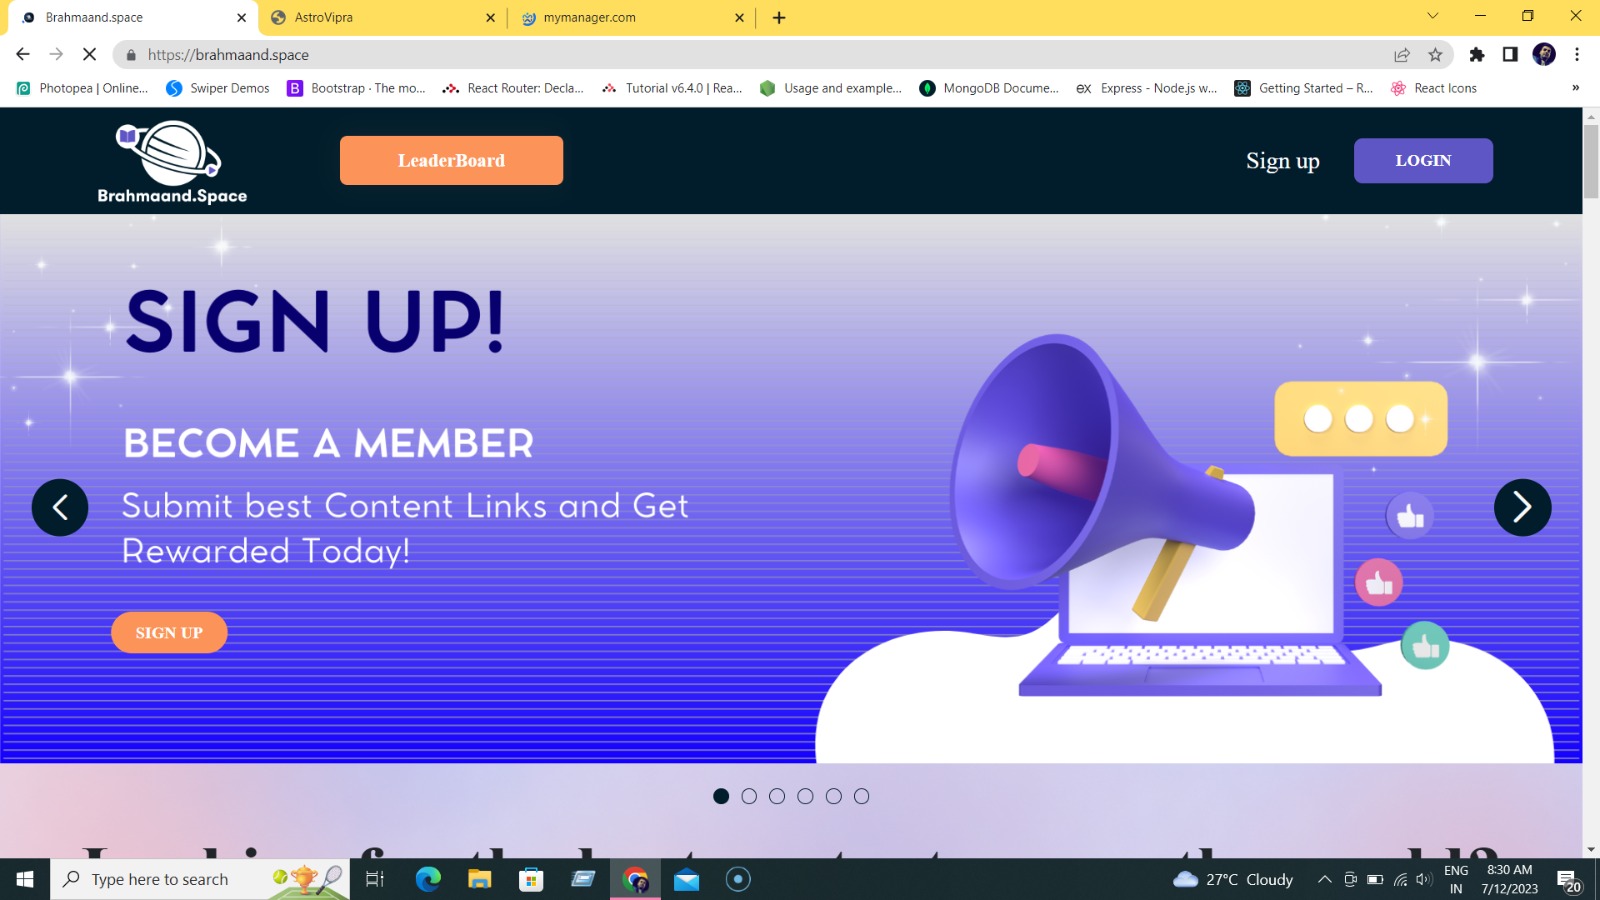 Brahmaand.space
AstroVipra
mymanager.com
https://brahmaand.space
Photopea | Online...
Swiper Demos
Bootstrap · The mo...
React Router: Decla...
Tutorial v6.4.0 | Rea...
Usage and example...
MongoDB Docume...
Express - Node.js w...
Getting Started – R...
React Icons
Brahmaand.Space
LeaderBoard
Sign up
LOGIN
SIGN UP!
BECOME A MEMBER
Submit best Content Links and Get
Rewarded Today!
SIGN UP
Type here to search
27°C Cloudy
ENG
IN
8:30 AM
7/12/2023
20